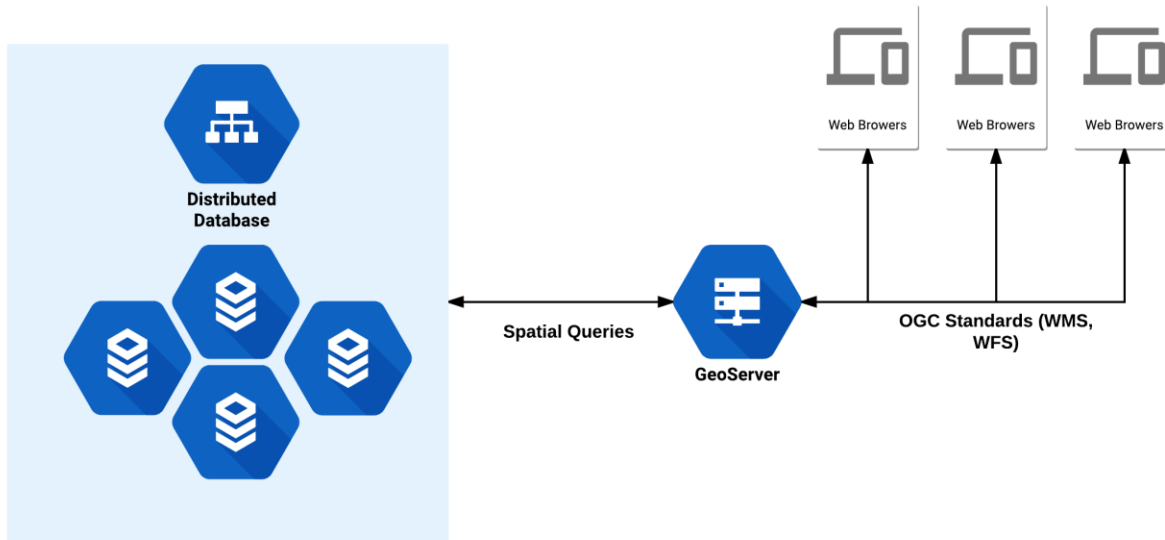 Web Browers
Web Browers
Web Browers
Distributed
Database
Spatial Queries
GeoServer
OGC Standards (WMS,
WFS)